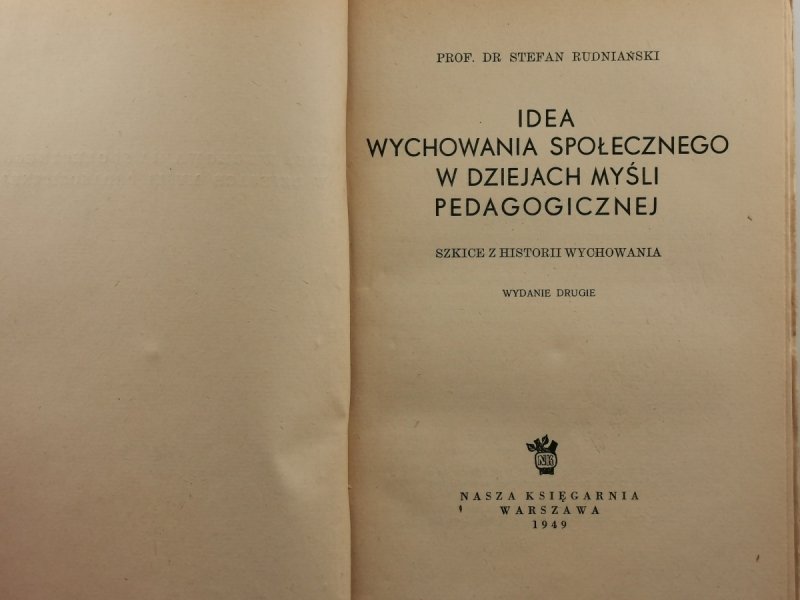 PROF. DR STEFAN RUDNIAŃSKI
IDEA
WYCHOWANIA SPOŁECZNEGO
W DZIEJACH MYŚLI
PEDAGOGICZNEJ
SZKICE Z HISTORII WYCHOWANIA
WYDANIE DRUGIE
NK
NASZA KSIĘGARNIA
WARSZAWA
1949